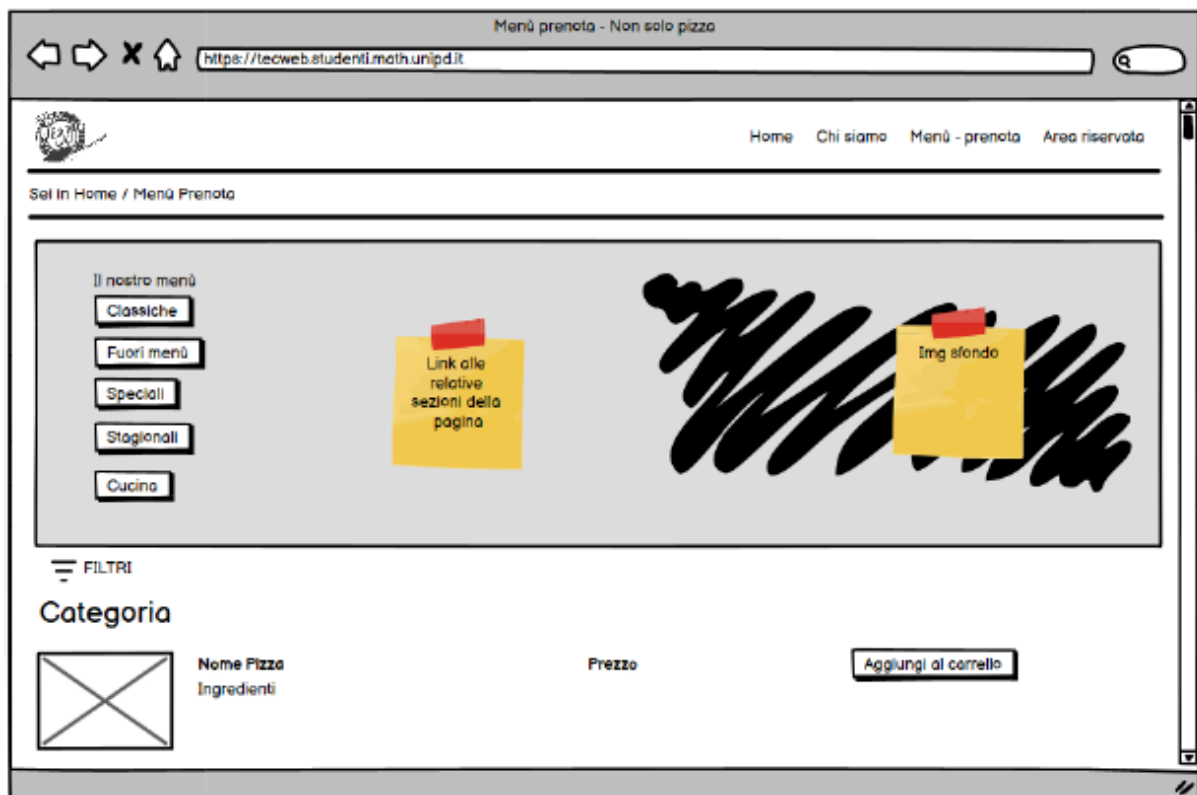 Menù prenota - Non solo pizza
https://tecweb.studenti.math.unipd.it
Home Chi siamo Menù - prenota Area riservata
Sei in Home / Menù Prenota
Il nostro menù
Classiche
Fuori menù
Speciali
Stagionali
Cucina
Link alle
relative
sezioni della
pagina
Img sfondo
FILTRI
Categoria
Nome Pizza Prezzo Aggiungi al carrello
Ingredienti